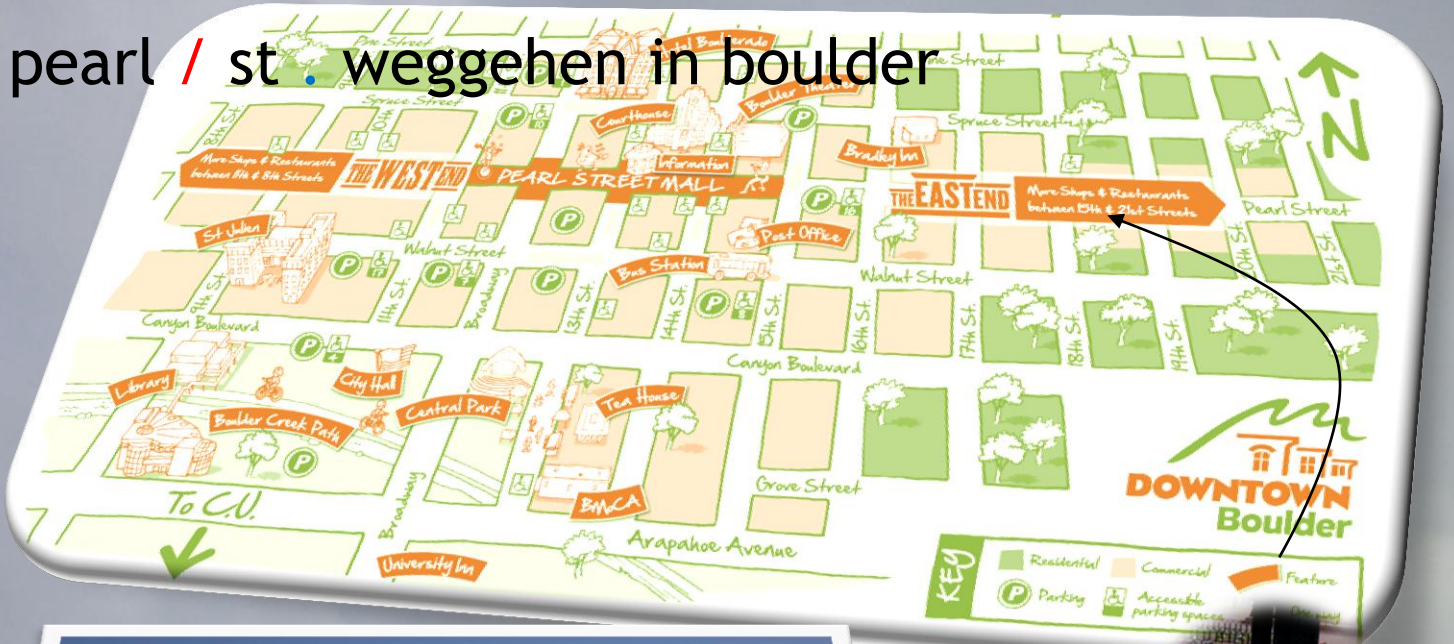 pearl / st . weggehen in boulder
Pine Street
Spruce Street
Courthouse
Boulder Theater
Spruce Street
Information
Bradley Inn
More Shops & Restaurants
between 11th & 8th Streets
THE WEST END
PEARL STREET MALL
THE EAST END
More Shops & Restaurants
between 15th & 21st Streets
Pearl Street
N
St Julien
Walnut Street
Post Office
Bus Station
Walnut Street
9th St.
11th St.
Broadway
13th St.
14th St.
15th St.
16th St.
17th St.
18th St.
19th St.
21st St.
Canyon Boulevard
Canyon Boulevard
Library
City Hall
Boulder Creek Path
Central Park
Tea House
BMoCA
Grove Street
DOWNTOWN
Boulder
To C.U.
Broadway
Arapahoe Avenue
University Inn
KEY
Residential
Commercial
Feature
P Parking
Accessible
parking spaces